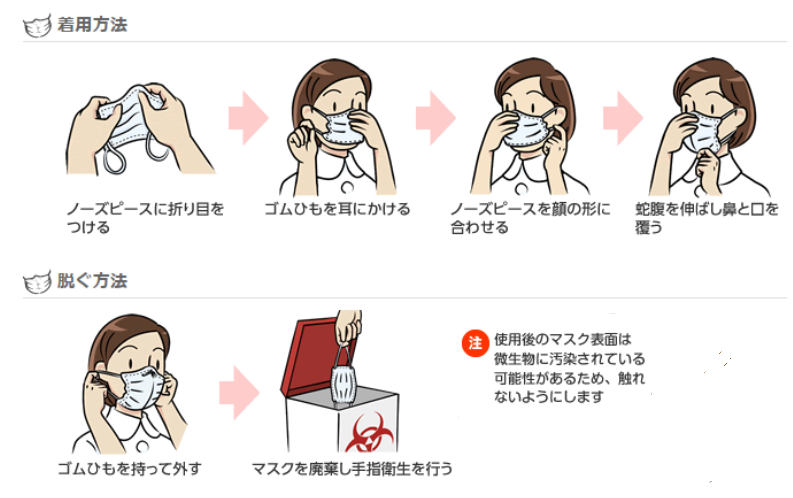 着用方法
ノーズピースに折り目を
つける
ゴムひもを耳にかける
ノーズピースを顔の形に
合わせる
蛇腹を伸ばし鼻と口を
覆う
脱ぐ方法
ゴムひもを持って外す
マスクを廃棄し手指衛生を行う
注
使用後のマスク表面は
微生物に汚染されている
可能性があるため、触れ
ないようにします